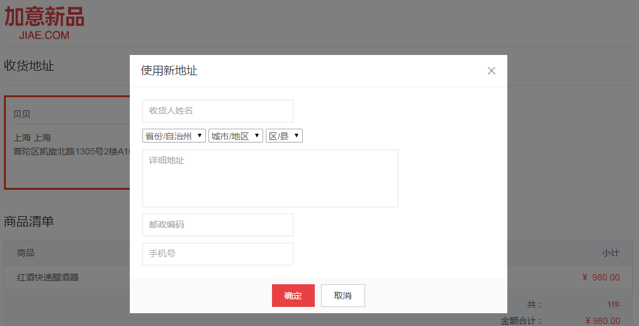 加意新品
JIAE.COM
收货地址
使用新地址
贝贝
收货人姓名
上海 上海
省份/自治州 城市/地区 区/县
普陀区凯旋北路1305号2楼A1
详细地址
商品清单
邮政编码
商品 小计
手机号
红酒快速醒酒器 ¥ 980.00
确定 取消
共： 1件
金额合计： ¥ 980.00